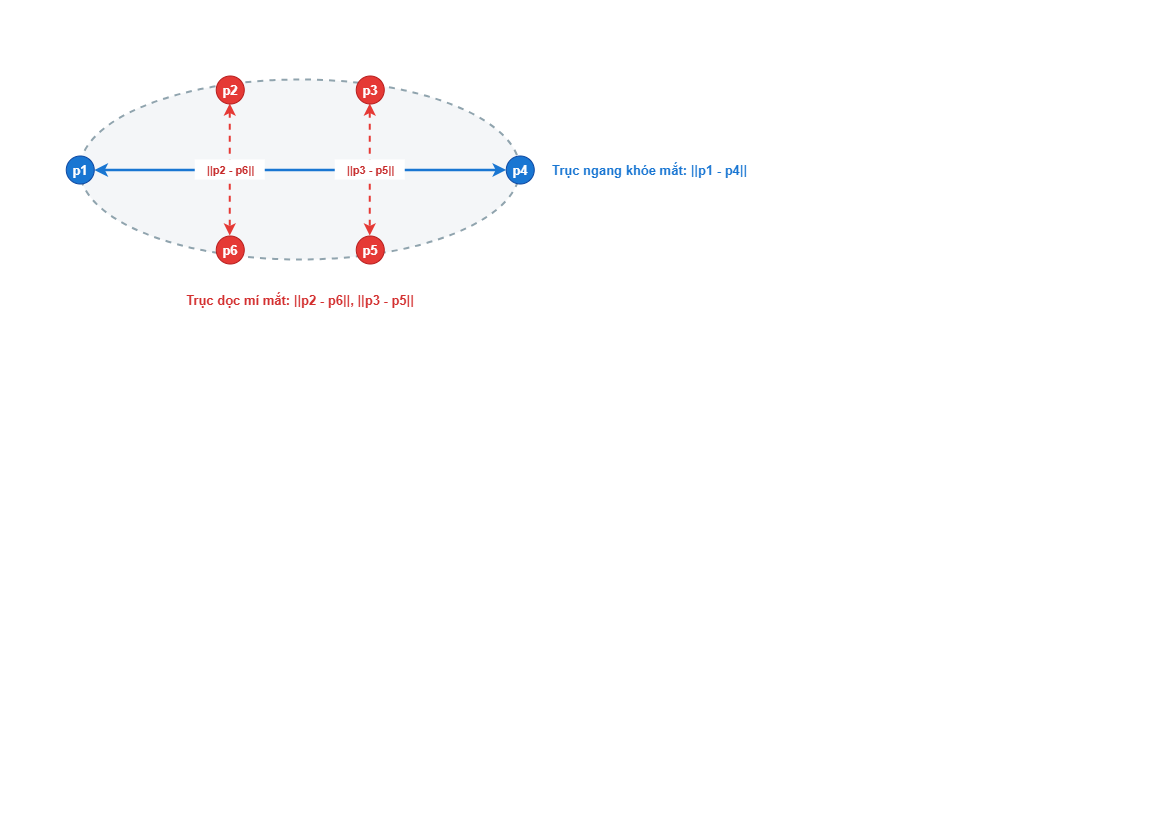 p2
p3
p1
||p2 - p6||
||p3 - p5||
p4
Trục ngang khóe mắt: ||p1 - p4||
p6
p5
Trục dọc mí mắt: ||p2 - p6||, ||p3 - p5||